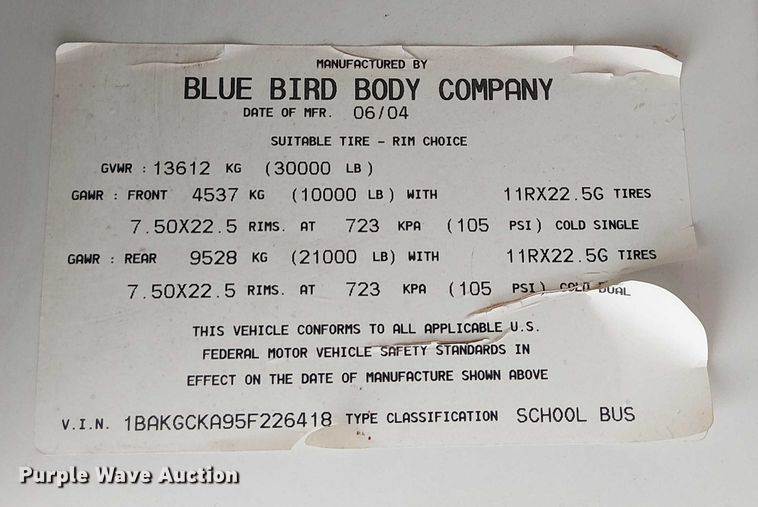 MANUFACTURED BY
BLUE BIRD BODY COMPANY
DATE OF MFR. 06/04
SUITABLE TIRE - RIM CHOICE
GVWR : 13612 KG (30000 LB)
GAWR : FRONT 4537 KG (10000 LB) WITH 11RX22.5G TIRES
7.50X22.5 RIMS. AT 723 KPA (105 PSI) COLD SINGLE
GAWR : REAR 9528 KG (21000 LB) WITH 11RX22.5G TIRES
7.50X22.5 RIMS. AT 723 KPA (105 PSI) COLD DUAL
THIS VEHICLE CONFORMS TO ALL APPLICABLE U.S.
FEDERAL MOTOR VEHICLE SAFETY STANDARDS IN
EFFECT ON THE DATE OF MANUFACTURE SHOWN ABOVE
V.I.N. 1BAKGCKA95F226418 TYPE CLASSIFICATION SCHOOL BUS
Purple Wave Auction